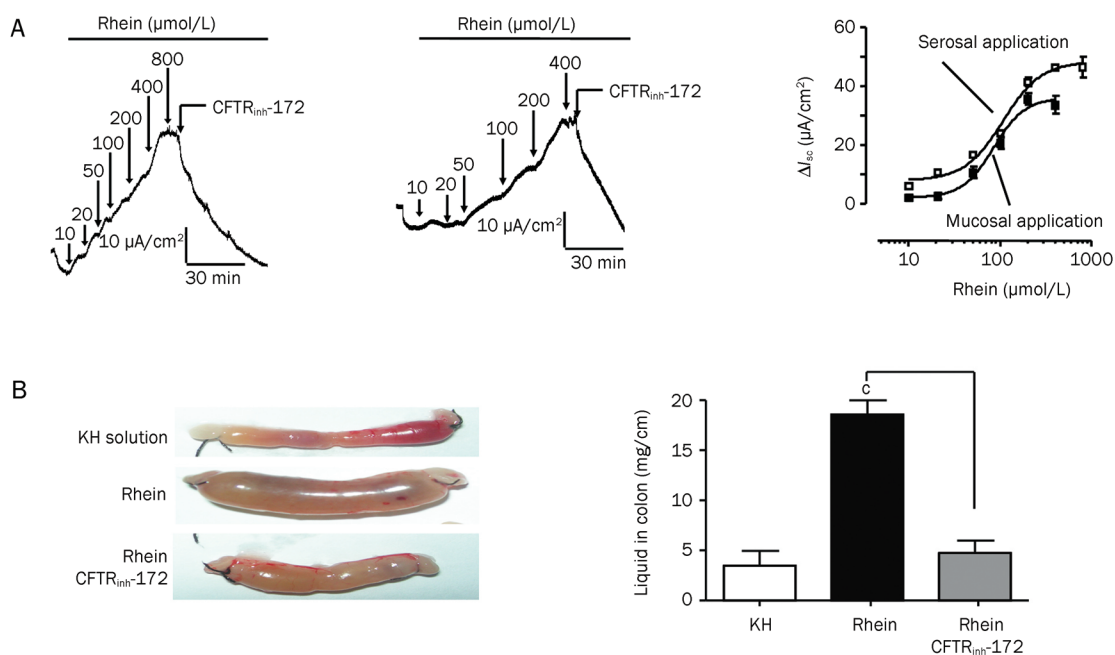 A
Rhein (µmol/L)
10
20
50
100
200
400
800
CFTRinh-172
10 µA/cm²
30 min
Rhein (µmol/L)
10
20
50
100
200
400
CFTRinh-172
10 µA/cm²
30 min
60
40
20
0
ΔIsc (µA/cm²)
Serosal application
Mucosal application
10
100
1000
Rhein (µmol/L)
B
KH solution
Rhein
Rhein
CFTRinh-172
20
15
10
5
0
Liquid in colon (mg/cm)
c
KH
Rhein
Rhein
CFTRinh-172